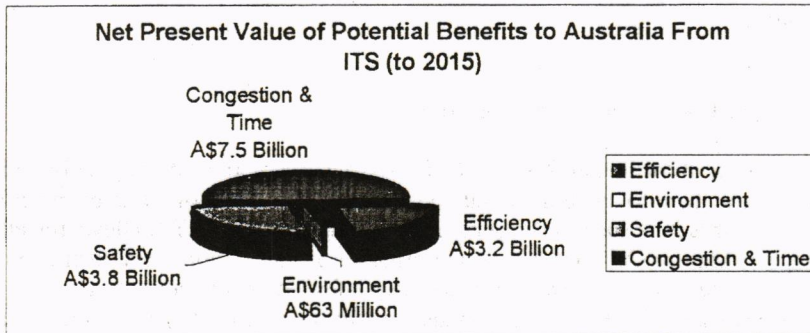 Net Present Value of Potential Benefits to Australia From
ITS (to 2015)
Congestion &
Time
A$7.5 Billion
Efficiency
A$3.2 Billion
Safety
A$3.8 Billion
Environment
A$63 Million
Efficiency
Environment
Safety
Congestion & Time